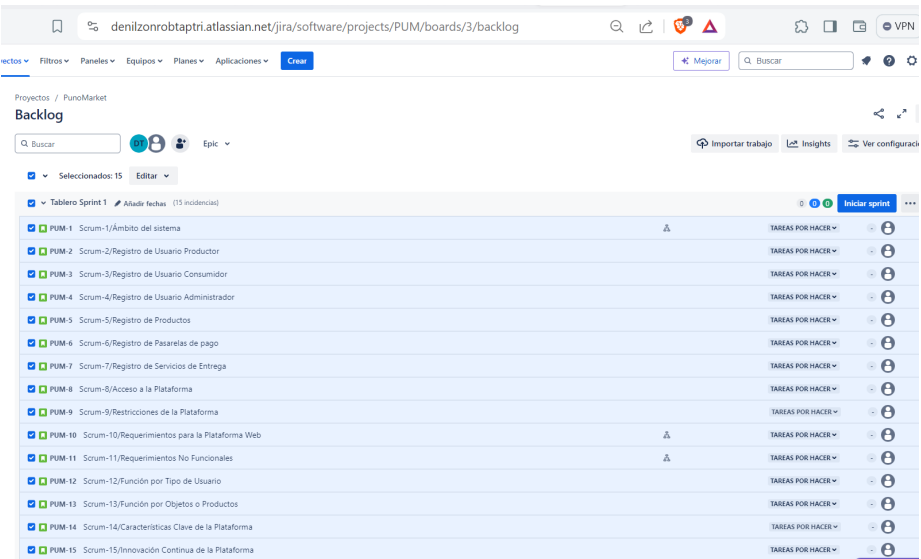 denilzonrobtaptri.atlassian.net/jira/software/projects/PUM/boards/3/backlog 3 VPN
Filtros Paneles Equipos Planes Aplicaciones Crear Mejorar Buscar
Proyectos / PunoMarket
Backlog
Buscar DT Epic Importar trabajo Insights
Seleccionados: 15 Editar
Tablero Sprint 1 Añadir fechas (15 incidencias) 0 0 0 Iniciar sprint ...
PUM-1 Scrum-1/Ámbito del sistema TAREAS POR HACER -
PUM-2 Scrum-2/Registro de Usuario Productor TAREAS POR HACER -
PUM-3 Scrum-3/Registro de Usuario Consumidor TAREAS POR HACER -
PUM-4 Scrum-4/Registro de Usuario Administrador TAREAS POR HACER -
PUM-5 Scrum-5/Registro de Productos TAREAS POR HACER -
PUM-6 Scrum-6/Registro de Pasarelas de pago TAREAS POR HACER -
PUM-7 Scrum-7/Registro de Servicios de Entrega TAREAS POR HACER -
PUM-8 Scrum-8/Acceso a la Plataforma TAREAS POR HACER -
PUM-9 Scrum-9/Restricciones de la Plataforma TAREAS POR HACER -
PUM-10 Scrum-10/Requerimientos para la Plataforma Web TAREAS POR HACER -
PUM-11 Scrum-11/Requerimientos No Funcionales TAREAS POR HACER -
PUM-12 Scrum-12/Función por Tipo de Usuario TAREAS POR HACER -
PUM-13 Scrum-13/Función por Objetos o Productos TAREAS POR HACER -
PUM-14 Scrum-14/Características Clave de la Plataforma TAREAS POR HACER -
PUM-15 Scrum-15/Innovación Continua de la Plataforma TAREAS POR HACER -